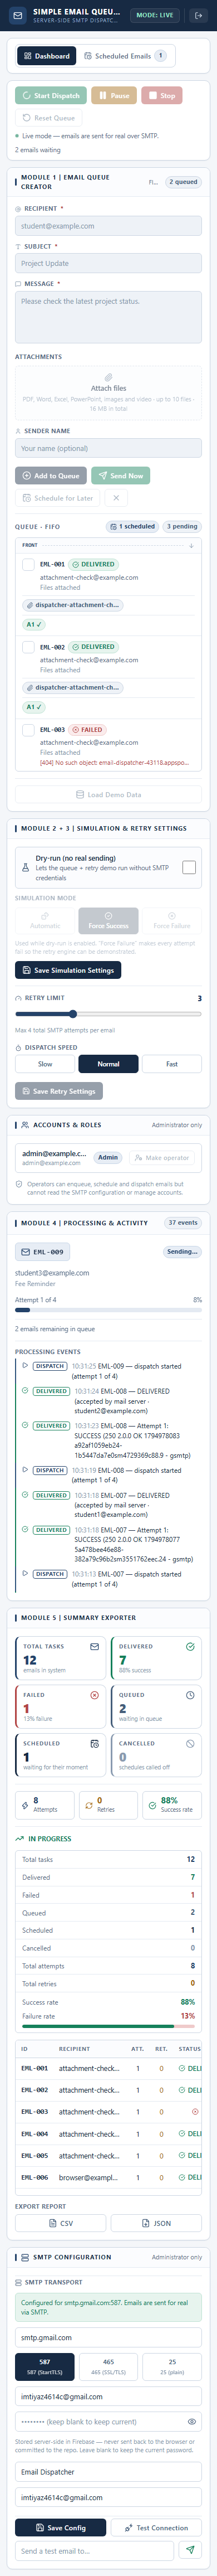 SIMPLE EMAIL QUEU...
SERVER-SIDE SMTP DISPATC...
MODE: LIVE
Dashboard
Scheduled Emails 1
Start Dispatch
Pause
Stop
Reset Queue
Live mode — emails are sent for real over SMTP.
2 emails waiting
MODULE 1 | EMAIL QUEUE CREATOR
FI...
2 queued
RECIPIENT *
student@example.com
SUBJECT *
Project Update
MESSAGE *
Please check the latest project status.
ATTACHMENTS
Attach files
PDF, Word, Excel, PowerPoint, images and video · up to 10 files ·
16 MB in total
SENDER NAME
Your name (optional)
Add to Queue
Send Now
Schedule for Later
QUEUE · FIFO
1 scheduled
3 pending
FRONT
EML-001 DELIVERED
attachment-check@example.com
Files attached
dispatcher-attachment-ch...
A1 ✓
EML-002 DELIVERED
attachment-check@example.com
Files attached
dispatcher-attachment-ch...
A1 ✓
EML-003 FAILED
attachment-check@example.com
Files attached
[404] No such object: email-dispatcher-43118.appspo...
Load Demo Data
MODULE 2 + 3 | SIMULATION & RETRY SETTINGS
Dry-run (no real sending)
Lets the queue + retry demo run without SMTP
credentials
SIMULATION MODE
Automatic
Force Success
Force Failure
Used while dry-run is enabled. "Force Failure" makes every attempt
fail so the retry engine can be demonstrated.
Save Simulation Settings
RETRY LIMIT
3
Max 4 total SMTP attempts per email
DISPATCH SPEED
Slow
Normal
Fast
Save Retry Settings
ACCOUNTS & ROLES
Administrator only
admin@example.c...
admin@example.com
Admin
Make operator
Operators can enqueue, schedule and dispatch emails but
cannot read the SMTP configuration or manage accounts.
MODULE 4 | PROCESSING & ACTIVITY
37 events
EML-009
Sending...
student3@example.com
Fee Reminder
Attempt 1 of 4
8%
2 emails remaining in queue
PROCESSING EVENTS
DISPATCH 10:31:25 EML-009 — dispatch started
(attempt 1 of 4)
DELIVERED 10:31:24 EML-008 — DELIVERED
(accepted by mail server ·
student2@example.com)
DELIVERED 10:31:23 EML-008 — Attempt 1:
SUCCESS (250 2.0.0 OK 1794978083
a92af1059eb24-
1b5447da7e0sm4729369c88.9 - gsmtp)
DISPATCH 10:31:19 EML-008 — dispatch started
(attempt 1 of 4)
DELIVERED 10:31:18 EML-007 — DELIVERED
(accepted by mail server ·
student1@example.com)
DELIVERED 10:31:18 EML-007 — Attempt 1:
SUCCESS (250 2.0.0 OK 1794978077
5a478bee46e88-
382a79c96b2sm3551762eec.24 - gsmtp)
DISPATCH 10:31:13 EML-007 — dispatch started
(attempt 1 of 4)
MODULE 5 | SUMMARY EXPORTER
TOTAL TASKS
12
emails in system
DELIVERED
7
88% success
FAILED
1
13% failure
QUEUED
2
waiting in queue
SCHEDULED
1
waiting for their moment
CANCELLED
0
schedules called off
8
Attempts
0
Retries
88%
Success rate
IN PROGRESS
Total tasks 12
Delivered 7
Failed 1
Queued 2
Scheduled 1
Cancelled 0
Total attempts 8
Total retries 0
Success rate 88%
Failure rate 13%
ID RECIPIENT ATT. RET. STATUS
EML-001 attachment-check... 1 0 DELI
EML-002 attachment-check... 1 0 DELI
EML-003 attachment-check... 1 0
EML-004 attachment-check... 1 0 DELI
EML-005 attachment-check... 1 0 DELI
EML-006 browser@exampl... 1 0 DELI
EXPORT REPORT
CSV
JSON
SMTP CONFIGURATION
Administrator only
SMTP TRANSPORT
Configured for smtp.gmail.com:587. Emails are sent for real
via SMTP.
smtp.gmail.com
587
587 (StartTLS)
465
465 (SSL/TLS)
25
25 (plain)
imtiyaz4614c@gmail.com
•••••••• (keep blank to keep current)
Stored server-side in Firebase — never sent back to the browser or
committed to the repo. Leave blank to keep the current password.
Email Dispatcher
imtiyaz4614c@gmail.com
Save Config
Test Connection
Send a test email to...